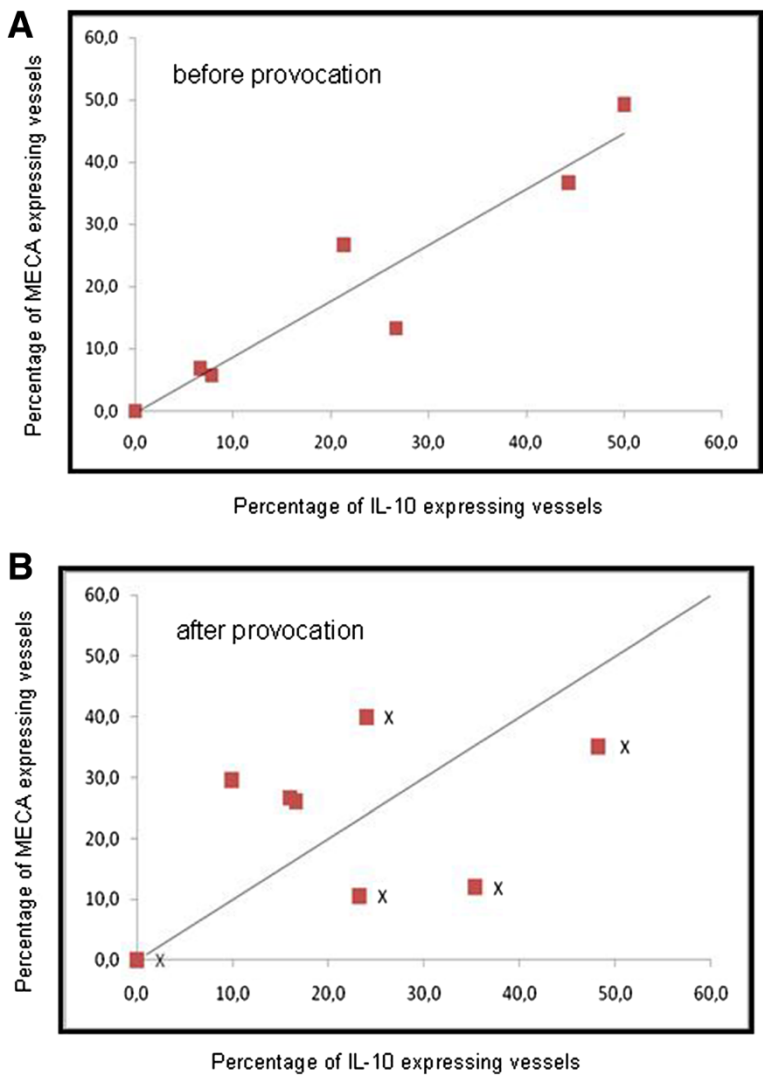 A
before provocation
Percentage of MECA expressing vessels
60,0
50,0
40,0
30,0
20,0
10,0
0,0
0,0 10,0 20,0 30,0 40,0 50,0 60,0
Percentage of IL-10 expressing vessels
B
after provocation
Percentage of MECA expressing vessels
60,0
50,0
40,0
30,0
20,0
10,0
0,0
x
x
x
x
x
0,0 10,0 20,0 30,0 40,0 50,0 60,0
Percentage of IL-10 expressing vessels